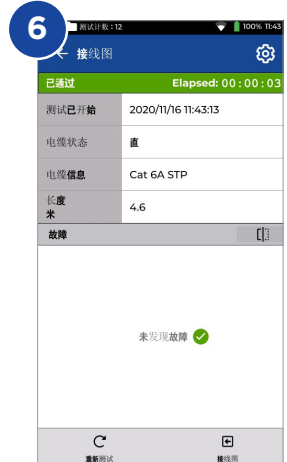 6
测试计数:12
100% 11:43
接线图
已通过 Elapsed: 00:00:03
测试已开始 2020/11/16 11:43:13
电缆状态 直
电缆信息 Cat 6A STP
长度
米 4.6
故障
未发现故障
重新测试 接线图